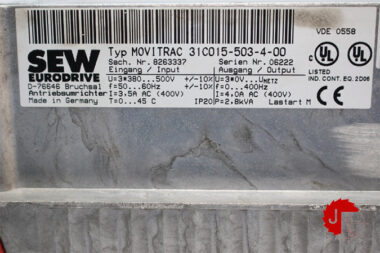 VDE 0558
SEW
EURODRIVE
D-76646 Bruchsal
Antriebsumrichter
Made in Germany
Typ MOVITRAC 31C015-503-4-00
Sach. Nr. 8263337 Serien Nr. 06222
Eingang / Input Ausgang / Output
U=3*380...500V +/-10% U=3*0V...UNETZ
f=50...60Hz +/-10% f=0...400Hz
I=3.5A AC (400V) I=4.0A AC (400V)
T=0...45 C IP20 P=2.8kVA Lastart M
C UL UL
LISTED
IND. CONT. EQ. 2D06
J